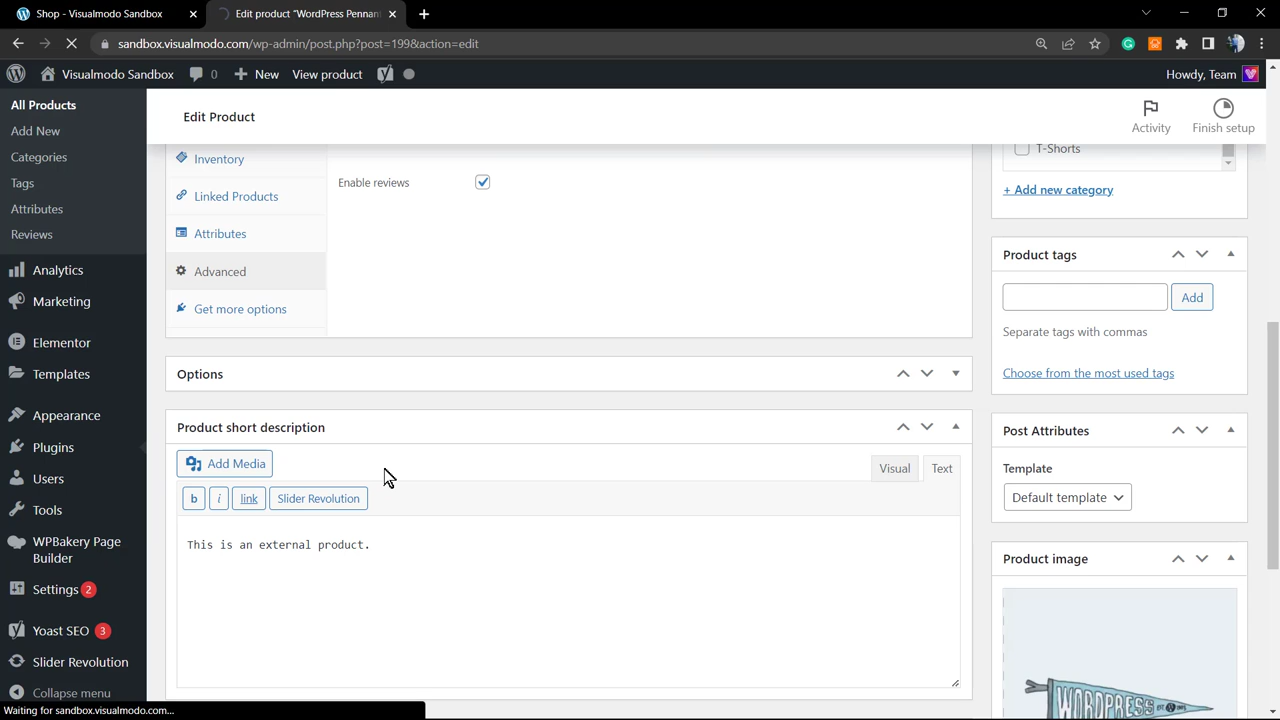 Shop - Visualmodo Sandbox
Edit product "WordPress Pennan
sandbox.visualmodo.com/wp-admin/post.php?post=199&action=edit
Visualmodo Sandbox
0
New
View product
Howdy, Team
All Products
Add New
Categories
Tags
Attributes
Reviews
Analytics
Marketing
Elementor
Templates
Appearance
Plugins
Users
Tools
WPBakery Page
Builder
Settings 2
Yoast SEO 3
Slider Revolution
Collapse menu
Edit Product
Activity
Finish setup
Inventory
Linked Products
Attributes
Advanced
Get more options
Enable reviews
Options
Product short description
Add Media
Visual
Text
b
i
link
Slider Revolution
This is an external product.
T-Shorts
+ Add new category
Product tags
Add
Separate tags with commas
Choose from the most used tags
Post Attributes
Template
Default template
Product image
WORDPRESS
Waiting for sandbox.visualmodo.com...